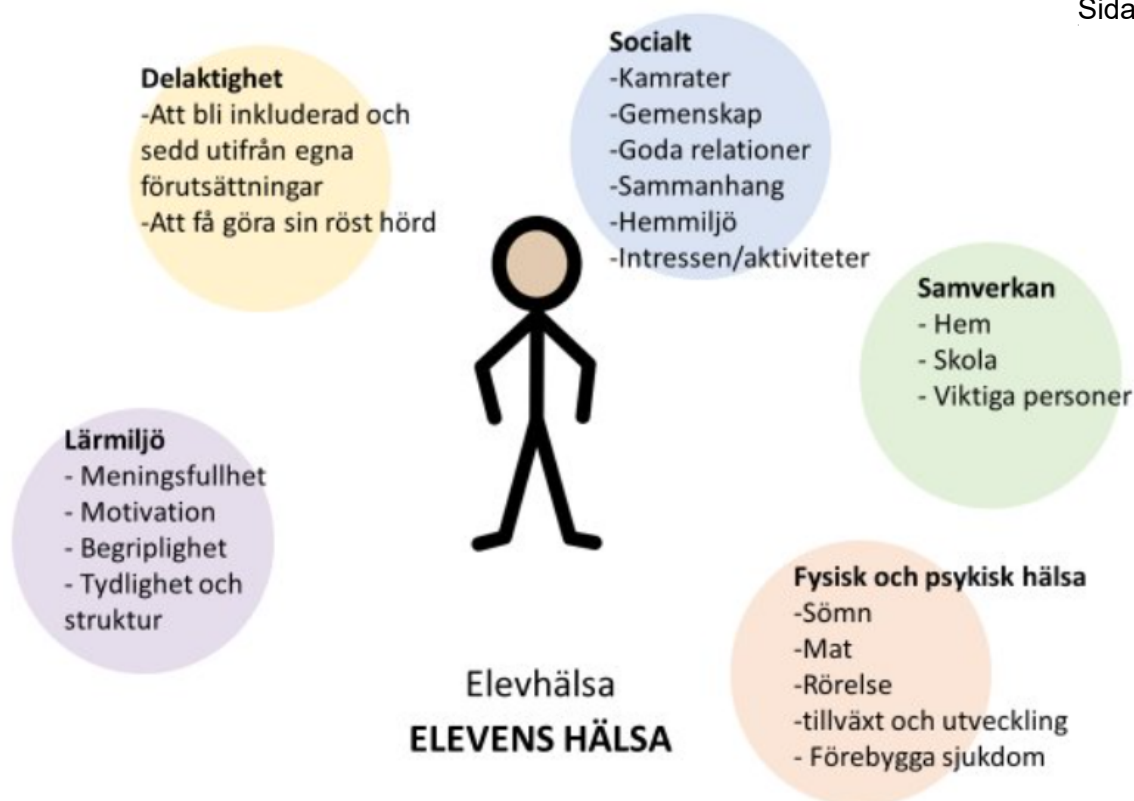 Sida
Delaktighet
-Att bli inkluderad och
sedd utifrån egna
förutsättningar
-Att få göra sin röst hörd
Socialt
-Kamrater
-Gemenskap
-Goda relationer
-Sammanhang
-Hemmiljö
-Intressen/aktiviteter
Samverkan
- Hem
- Skola
- Viktiga personer
Lärmiljö
- Meningsfullhet
- Motivation
- Begriplighet
- Tydlighet och
struktur
Fysisk och psykisk hälsa
-Sömn
-Mat
-Rörelse
-tillväxt och utveckling
- Förebygga sjukdom
Elevhälsa
ELEVENS HÄLSA